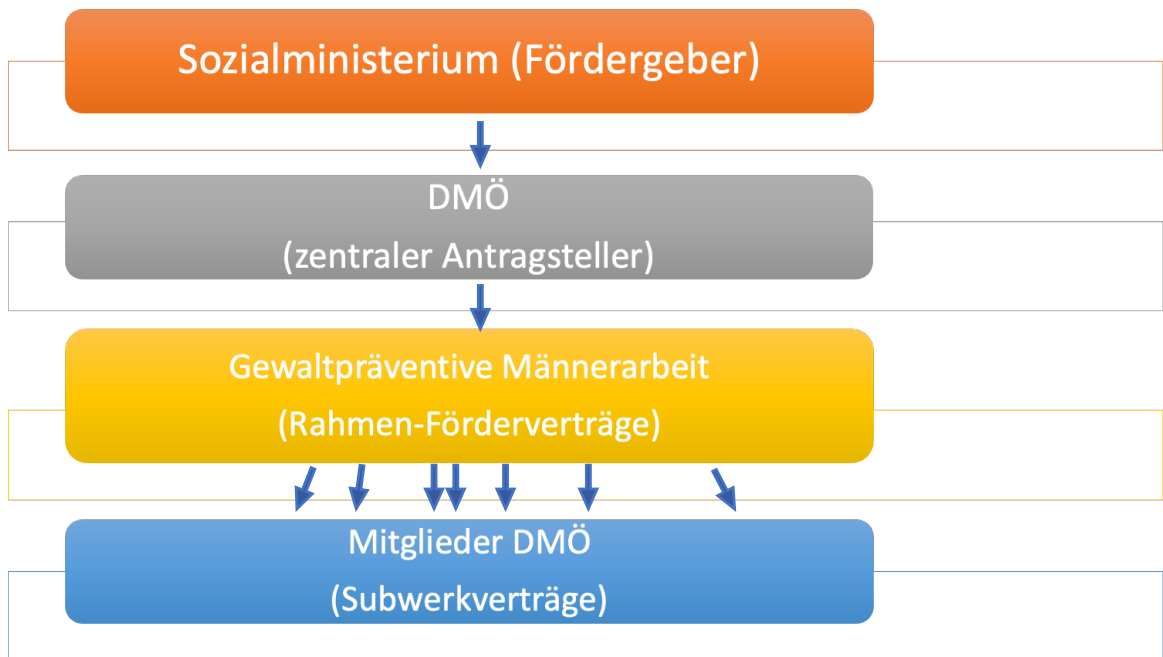 Sozialministerium (Fördergeber)
DMÖ
(zentraler Antragsteller)
Gewaltpräventive Männerarbeit
(Rahmen-Förderverträge)
Mitglieder DMÖ
(Subwerkverträge)